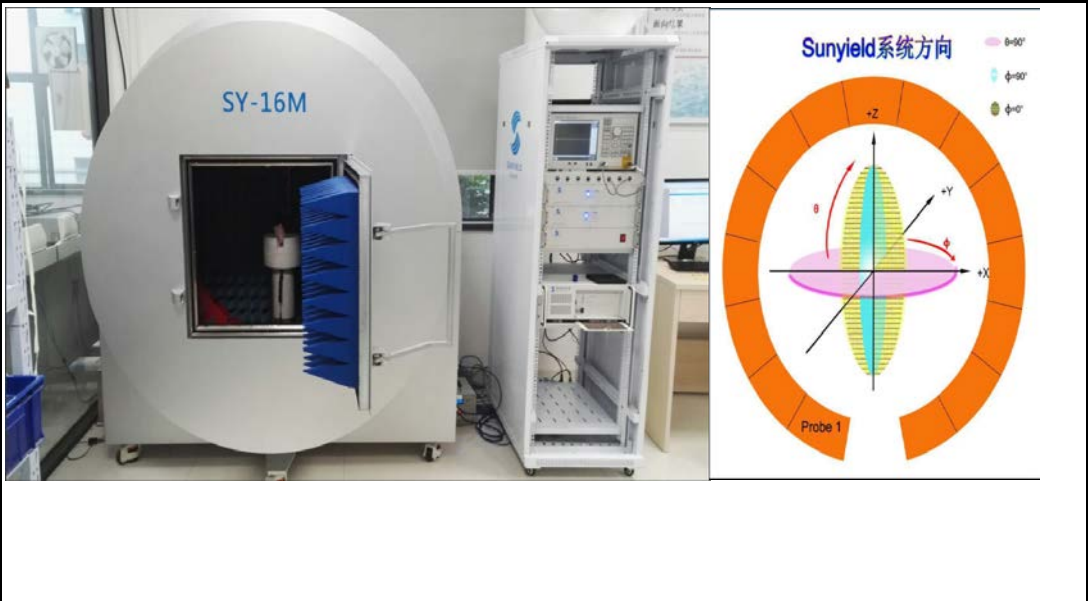 SY-16M
Sunyield系统方向
θ=90°
ϕ=90°
ϕ=0°
+Z
+Y
θ
ϕ
+X
Probe 1